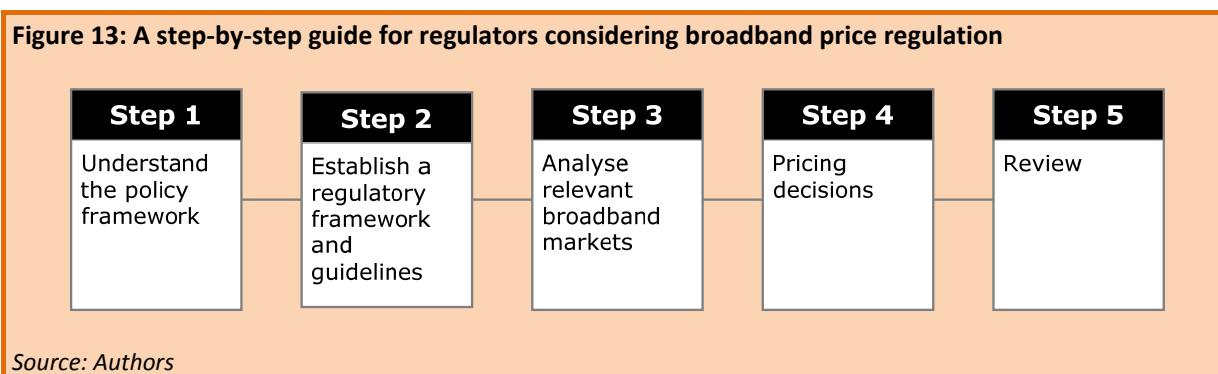 Figure 13: A step-by-step guide for regulators considering broadband price regulation
Step 1
Understand
the policy
framework
Step 2
Establish a
regulatory
framework
and
guidelines
Step 3
Analyse
relevant
broadband
markets
Step 4
Pricing
decisions
Step 5
Review
Source: Authors